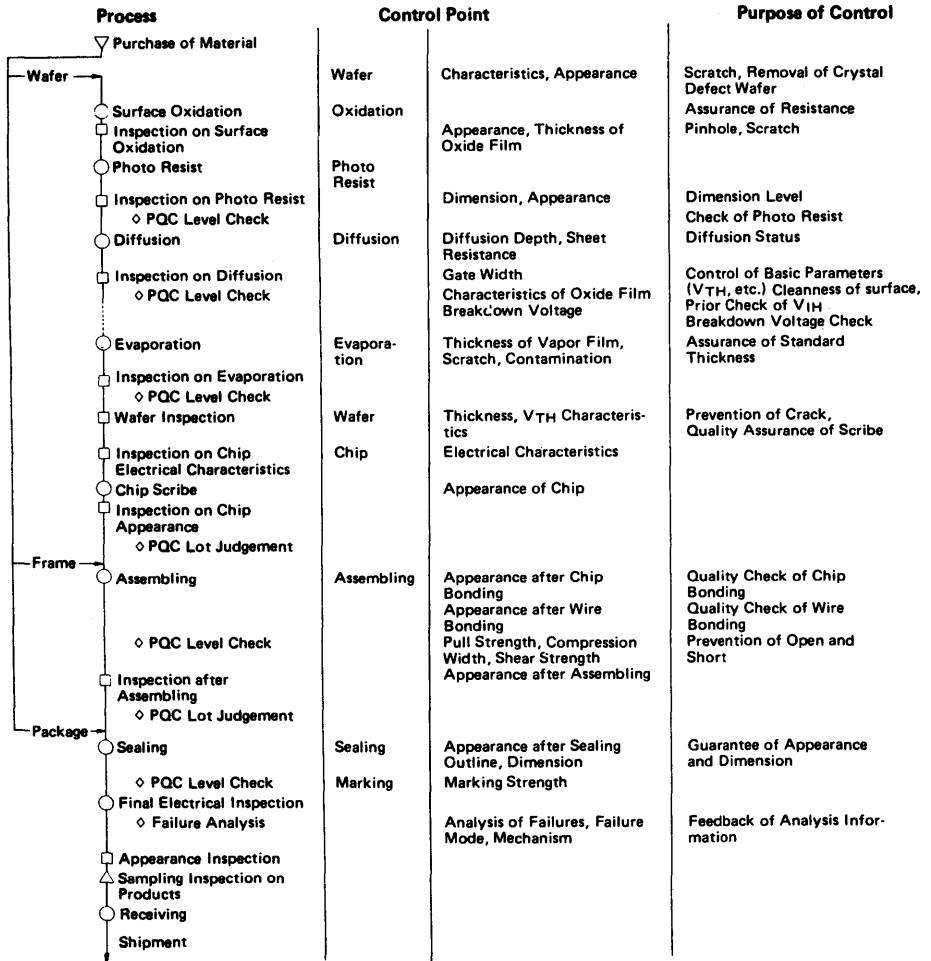 Process Control Point Purpose of Control
Purchase of Material
Wafer Wafer Characteristics, Appearance Scratch, Removal of Crystal
Defect Wafer
Surface Oxidation Oxidation Assurance of Resistance
Inspection on Surface Appearance, Thickness of Pinhole, Scratch
Oxidation Oxide Film
Photo Resist Photo
Resist
Inspection on Photo Resist Dimension, Appearance Dimension Level
◊ PQC Level Check Check of Photo Resist
Diffusion Diffusion Diffusion Depth, Sheet Diffusion Status
Resistance
Inspection on Diffusion Gate Width Control of Basic Parameters
◊ PQC Level Check Characteristics of Oxide Film (VTH, etc.) Cleanness of surface,
Breakdown Voltage Prior Check of VIH
Breakdown Voltage Check
Evaporation Evapora- Thickness of Vapor Film, Assurance of Standard
tion Scratch, Contamination Thickness
Inspection on Evaporation
◊ PQC Level Check
Wafer Inspection Wafer Thickness, VTH Characteris- Prevention of Crack,
tics Quality Assurance of Scribe
Inspection on Chip Chip Electrical Characteristics
Electrical Characteristics
Chip Scribe Appearance of Chip
Inspection on Chip
Appearance
◊ PQC Lot Judgement
Frame
Assembling Assembling Appearance after Chip Quality Check of Chip
Bonding Bonding
Appearance after Wire Quality Check of Wire
Bonding Bonding
◊ PQC Level Check Pull Strength, Compression Prevention of Open and
Width, Shear Strength Short
Inspection after Appearance after Assembling
Assembling
◊ PQC Lot Judgement
Package
Sealing Sealing Appearance after Sealing Guarantee of Appearance
Outline, Dimension and Dimension
◊ PQC Level Check Marking Marking Strength
Final Electrical Inspection
◊ Failure Analysis Analysis of Failures, Failure Feedback of Analysis Infor-
Mode, Mechanism mation
Appearance Inspection
Sampling Inspection on
Products
Receiving
Shipment